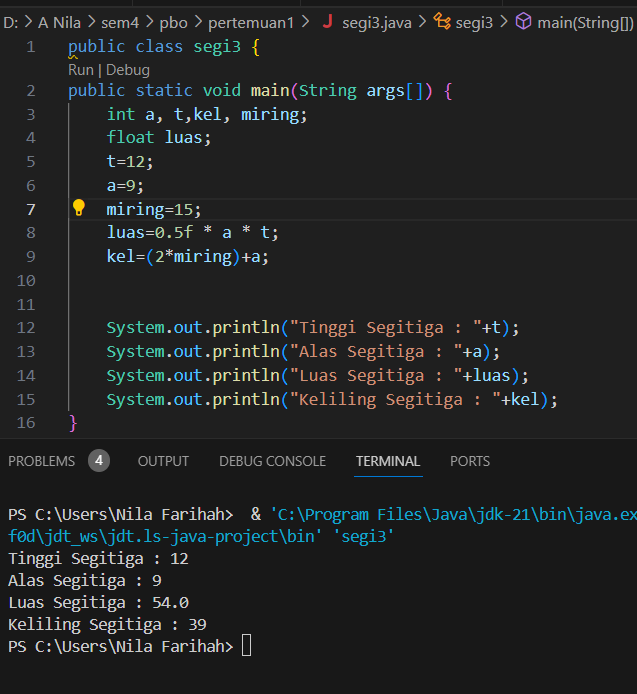 D: > A Nila > sem4 > pbo > pertemuan1 > J segi3.java > segi3 > main(String[])
1 public class segi3 {
Run | Debug
2 public static void main(String args[]) {
3 int a, t,kel, miring;
4 float luas;
5 t=12;
6 a=9;
7 miring=15;
8 luas=0.5f * a * t;
9 kel=(2*miring)+a;
10
11
12 System.out.println("Tinggi Segitiga : "+t);
13 System.out.println("Alas Segitiga : "+a);
14 System.out.println("Luas Segitiga : "+luas);
15 System.out.println("Keliling Segitiga : "+kel);
16 }
PROBLEMS 4 OUTPUT DEBUG CONSOLE TERMINAL PORTS
PS C:\Users\Nila Farihah> & 'C:\Program Files\Java\jdk-21\bin\java.ex
f0d\jdt_ws\jdt.ls-java-project\bin' 'segi3'
Tinggi Segitiga : 12
Alas Segitiga : 9
Luas Segitiga : 54.0
Keliling Segitiga : 39
PS C:\Users\Nila Farihah>